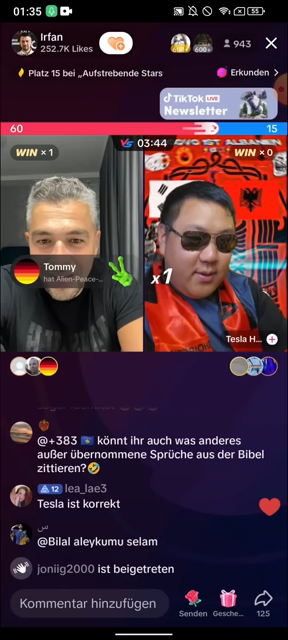 01:35
55
Irfan
252.7K Likes
618
600+
943
Platz 15 bei „Aufstrebende Stars
Erkunden
TikTok LIVE
Newsletter
60
15
WIN × 1
VS 03:44
WIN × 0
Tommy
hat Alien-Peace-...
x1
Tesla H...
@+383 🇽🇰 könnt ihr auch was anderes
außer übernommene Sprüche aus der Bibel
zittieren?🤣
12 lea_lae3
Tesla ist korrekt
س
@Bilal aleykumu selam
joniig2000 ist beigetreten
Kommentar hinzufügen
Senden
Gesche...
125